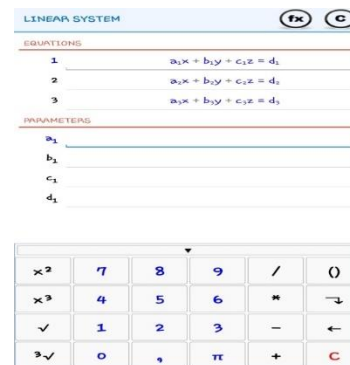 LINEAR SYSTEM fx C
EQUATIONS
1 a₁x + b₁y + c₁z = d₁
2 a₂x + b₂y + c₂z = d₂
3 a₃x + b₃y + c₃z = d₃
PARAMETERS
a₁
b₁
c₁
d₁
x² 7 8 9 / ()
x³ 4 5 6 *
√ 1 2 3 - ←
³√ 0 , π + C